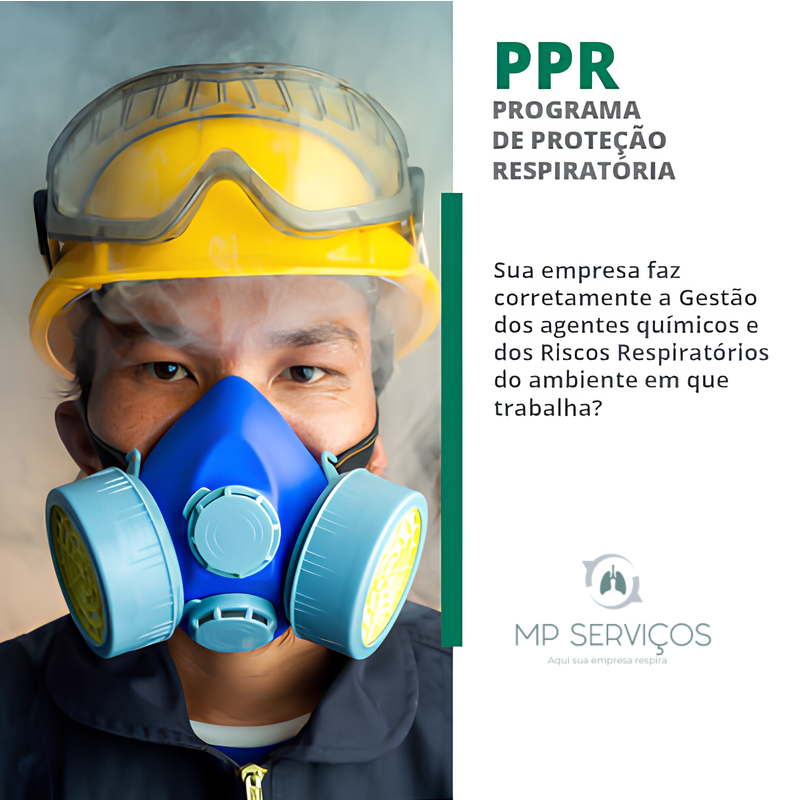 PPR
PROGRAMA
DE PROTEÇÃO
RESPIRATÓRIA
Sua empresa faz
corretamente a Gestão
dos agentes químicos e
dos Riscos Respiratórios
do ambiente em que
trabalha?
MP SERVIÇOS
Aqui sua empresa respira